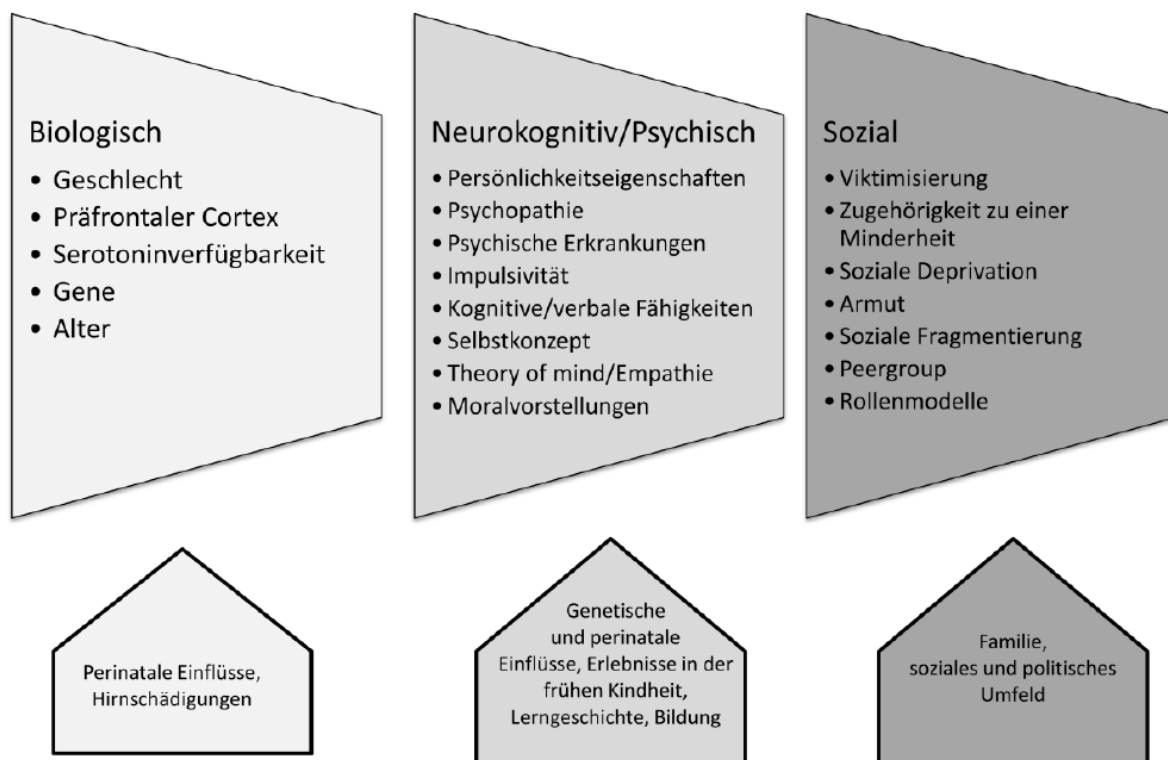 Biologisch
• Geschlecht
• Präfrontaler Cortex
• Serotoninverfügbarkeit
• Gene
• Alter
Neurokognitiv/Psychisch
• Persönlichkeitseigenschaften
• Psychopathie
• Psychische Erkrankungen
• Impulsivität
• Kognitive/verbale Fähigkeiten
• Selbstkonzept
• Theory of mind/Empathie
• Moralvorstellungen
Sozial
• Viktimisierung
• Zugehörigkeit zu einer
Minderheit
• Soziale Deprivation
• Armut
• Soziale Fragmentierung
• Peergroup
• Rollenmodelle
Perinatale Einflüsse,
Hirnschädigungen
Genetische
und perinatale
Einflüsse, Erlebnisse in der
frühen Kindheit,
Lerngeschichte, Bildung
Familie,
soziales und politisches
Umfeld